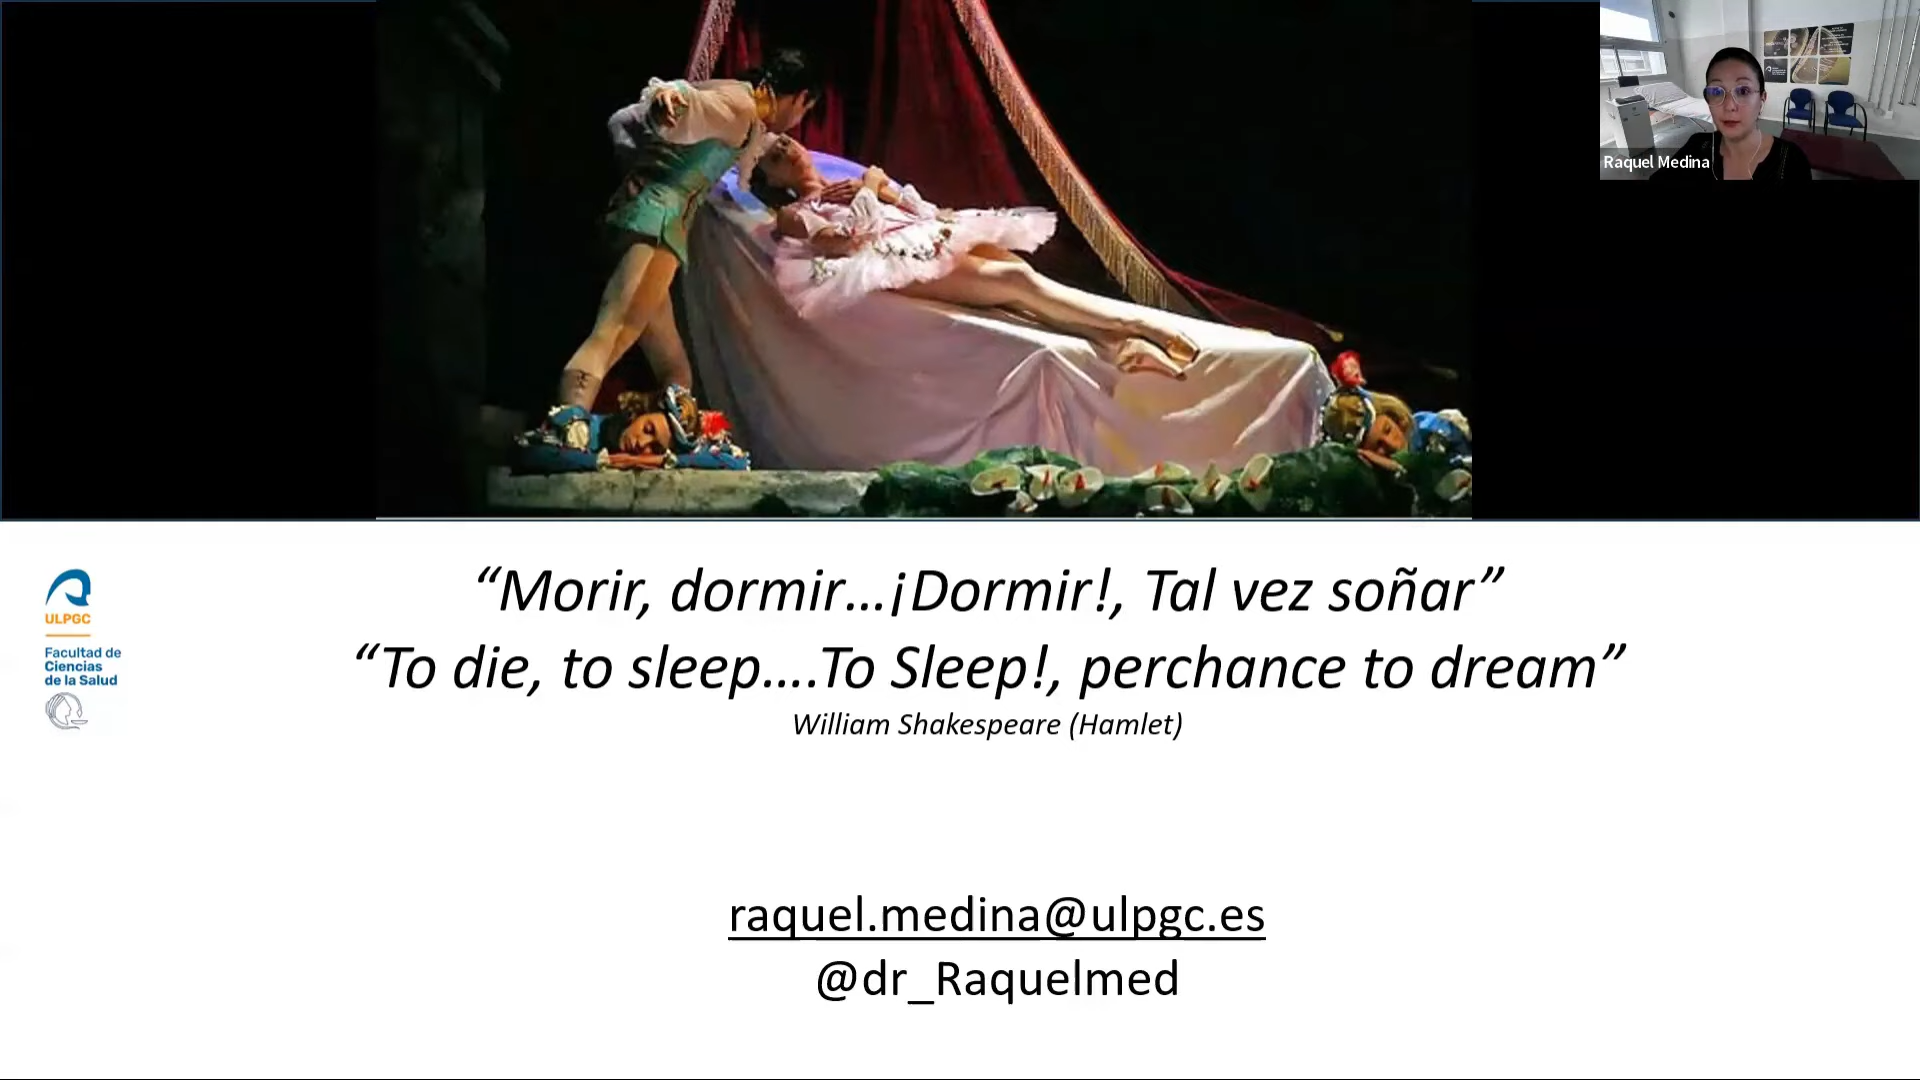 Raquel Medina
“Morir, dormir...¡Dormir!, Tal vez soñar”
“To die, to sleep....To Sleep!, perchance to dream”
William Shakespeare (Hamlet)
ULPGC
Facultad de
Ciencias
de la Salud
raquel.medina@ulpgc.es
@dr_Raquelmed